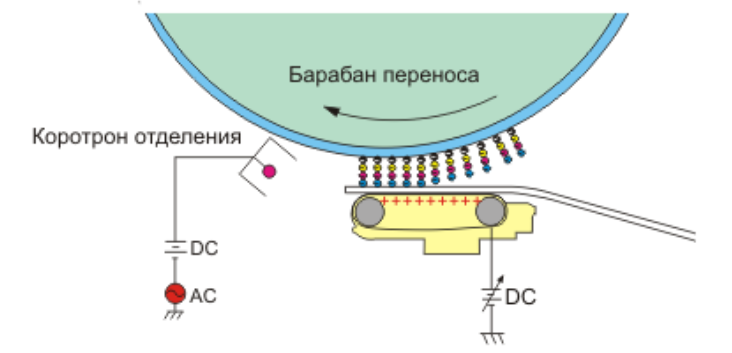 Барабан переноса
Коротрон отделения
DC
AC
+ + + + + + + + +
DC